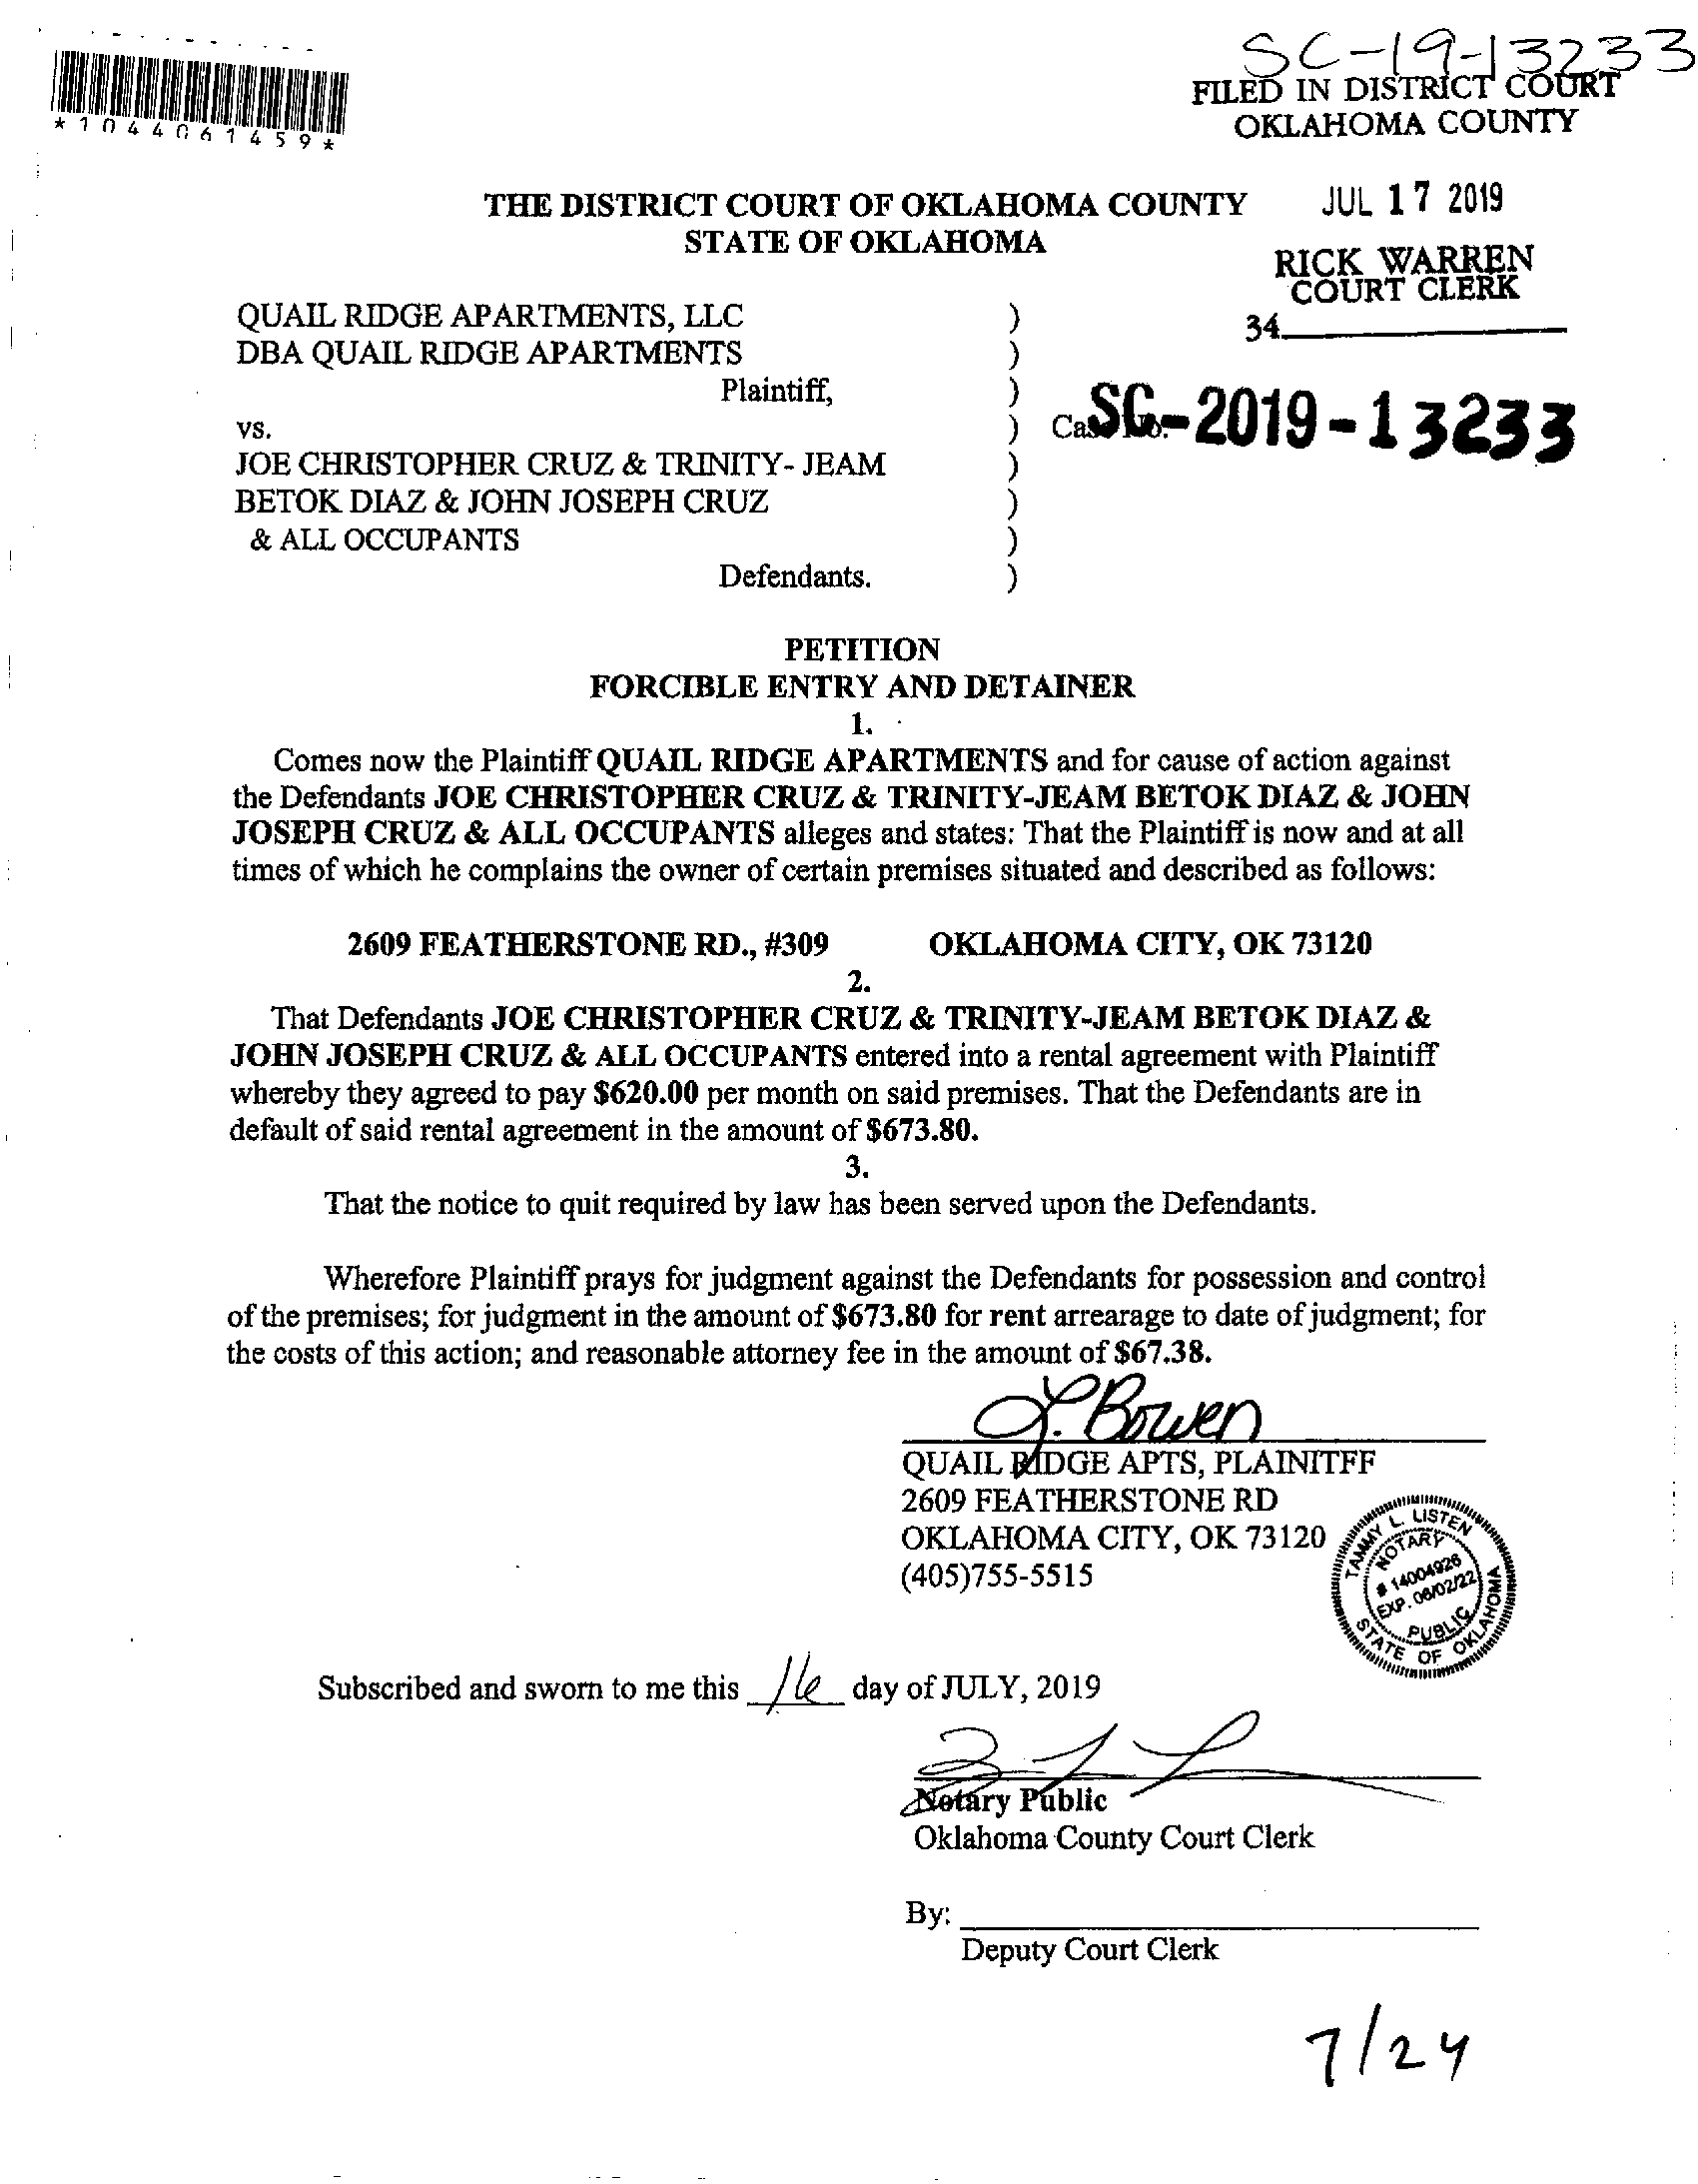 SC-19-13233
*1044061459*
FILED IN DISTRICT COURT
OKLAHOMA COUNTY
THE DISTRICT COURT OF OKLAHOMA COUNTY
STATE OF OKLAHOMA
JUL 17 2019
RICK WARREN
COURT CLERK
34
QUAIL RIDGE APARTMENTS, LLC )
DBA QUAIL RIDGE APARTMENTS )
Plaintiff, )
vs. ) Case No. SC-2019-13233
JOE CHRISTOPHER CRUZ & TRINITY- JEAM )
BETOK DIAZ & JOHN JOSEPH CRUZ )
& ALL OCCUPANTS )
Defendants. )
PETITION
FORCIBLE ENTRY AND DETAINER
1.
Comes now the Plaintiff QUAIL RIDGE APARTMENTS and for cause of action against
the Defendants JOE CHRISTOPHER CRUZ & TRINITY-JEAM BETOK DIAZ & JOHN
JOSEPH CRUZ & ALL OCCUPANTS alleges and states: That the Plaintiff is now and at all
times of which he complains the owner of certain premises situated and described as follows:
2609 FEATHERSTONE RD., #309 OKLAHOMA CITY, OK 73120
2.
That Defendants JOE CHRISTOPHER CRUZ & TRINITY-JEAM BETOK DIAZ &
JOHN JOSEPH CRUZ & ALL OCCUPANTS entered into a rental agreement with Plaintiff
whereby they agreed to pay $620.00 per month on said premises. That the Defendants are in
default of said rental agreement in the amount of $673.80.
3.
That the notice to quit required by law has been served upon the Defendants.
Wherefore Plaintiff prays for judgment against the Defendants for possession and control
of the premises; for judgment in the amount of $673.80 for rent arrearage to date of judgment; for
the costs of this action; and reasonable attorney fee in the amount of $67.38.
L. Bowen
QUAIL RIDGE APTS, PLAINITFF
2609 FEATHERSTONE RD
OKLAHOMA CITY, OK 73120
(405)755-5515
TAMMY L. LISTEN
NOTARY
# 14004926
EXP. 06/02/22
PUBLIC
STATE OF OKLAHOMA
Subscribed and sworn to me this 16 day of JULY, 2019
Notary Public
Oklahoma County Court Clerk
By:
Deputy Court Clerk
7/24